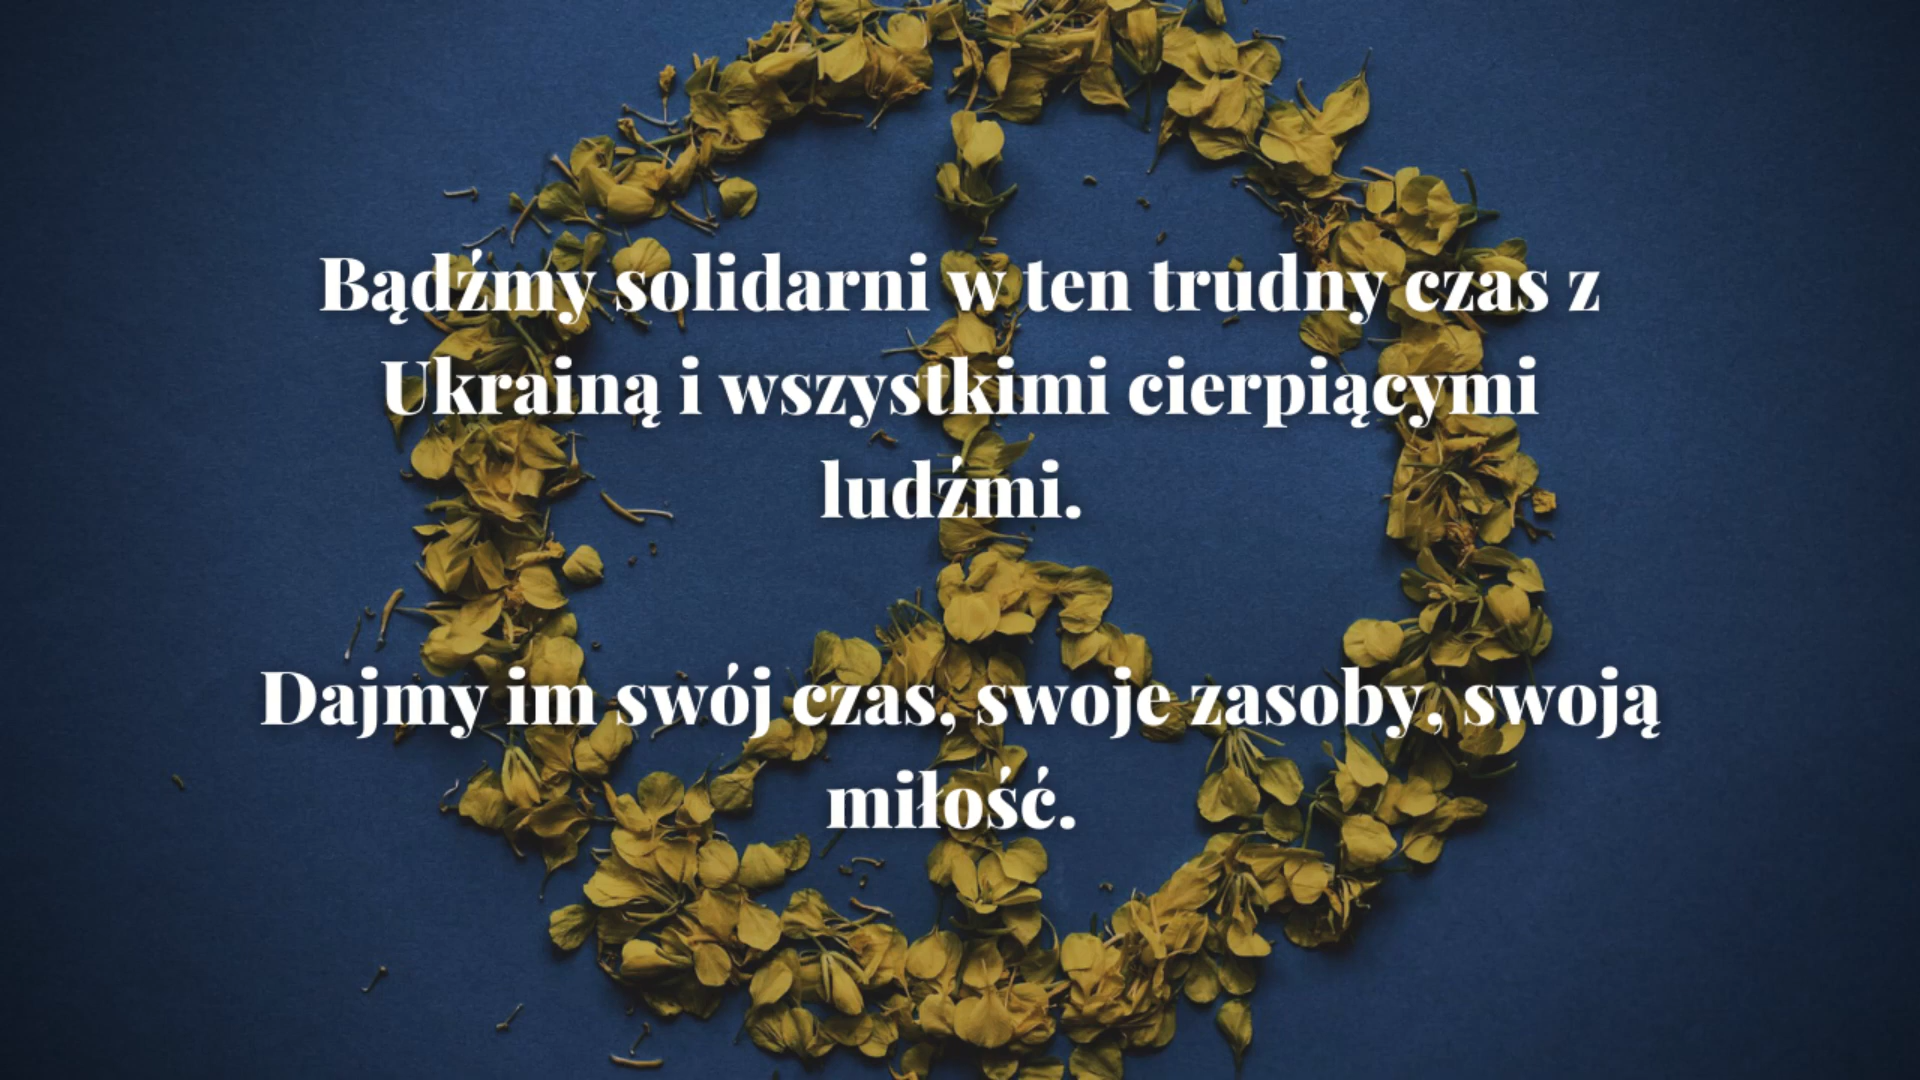 Bądźmy solidarni w ten trudny czas z
Ukrainą i wszystkimi cierpiącymi
ludźmi.
Dajmy im swój czas, swoje zasoby, swoją
miłość.